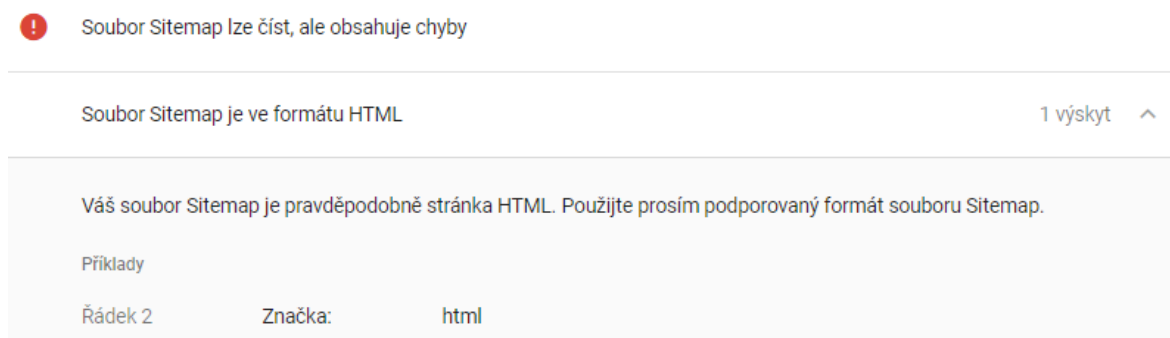 Soubor Sitemap lze číst, ale obsahuje chyby
Soubor Sitemap je ve formátu HTML 1 výskyt
Váš soubor Sitemap je pravděpodobně stránka HTML. Použijte prosím podporovaný formát souboru Sitemap.
Příklady
Řádek 2 Značka: html